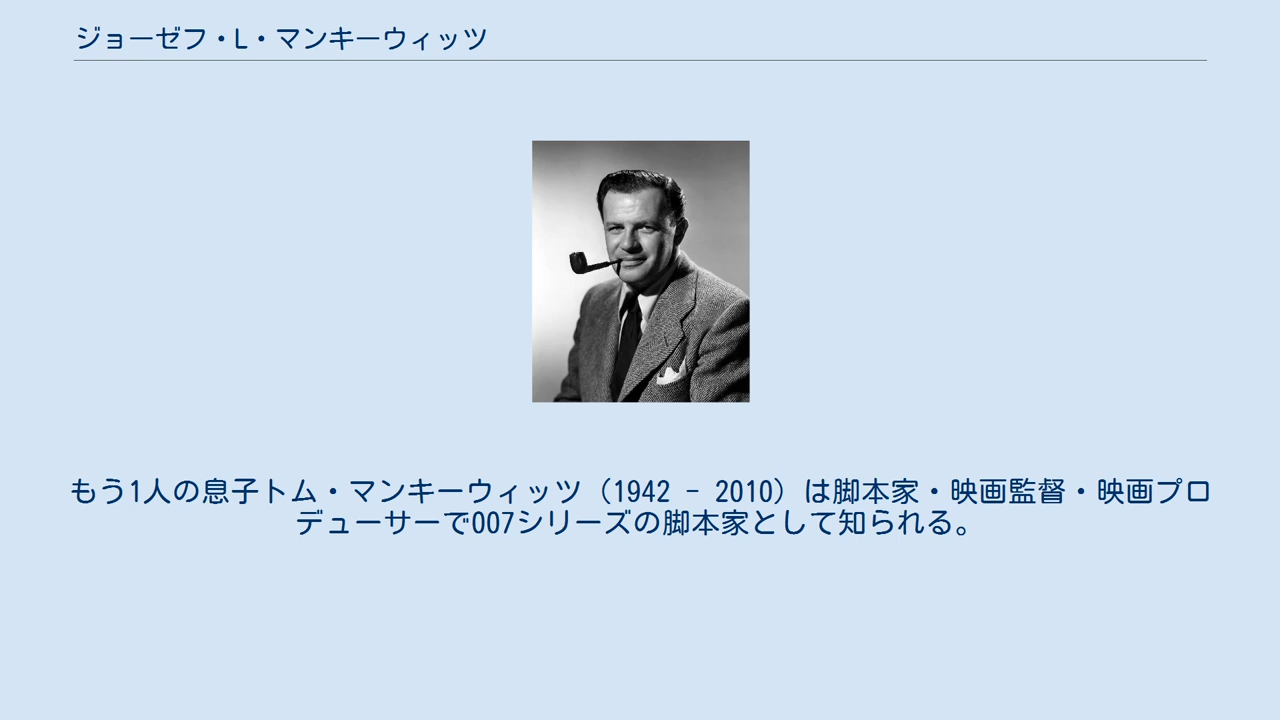 ジョーゼフ・L・マンキーウィッツ
もう1人の息子トム・マンキーウィッツ（1942 - 2010）は脚本家・映画監督・映画プロ
デューサーで007シリーズの脚本家として知られる。